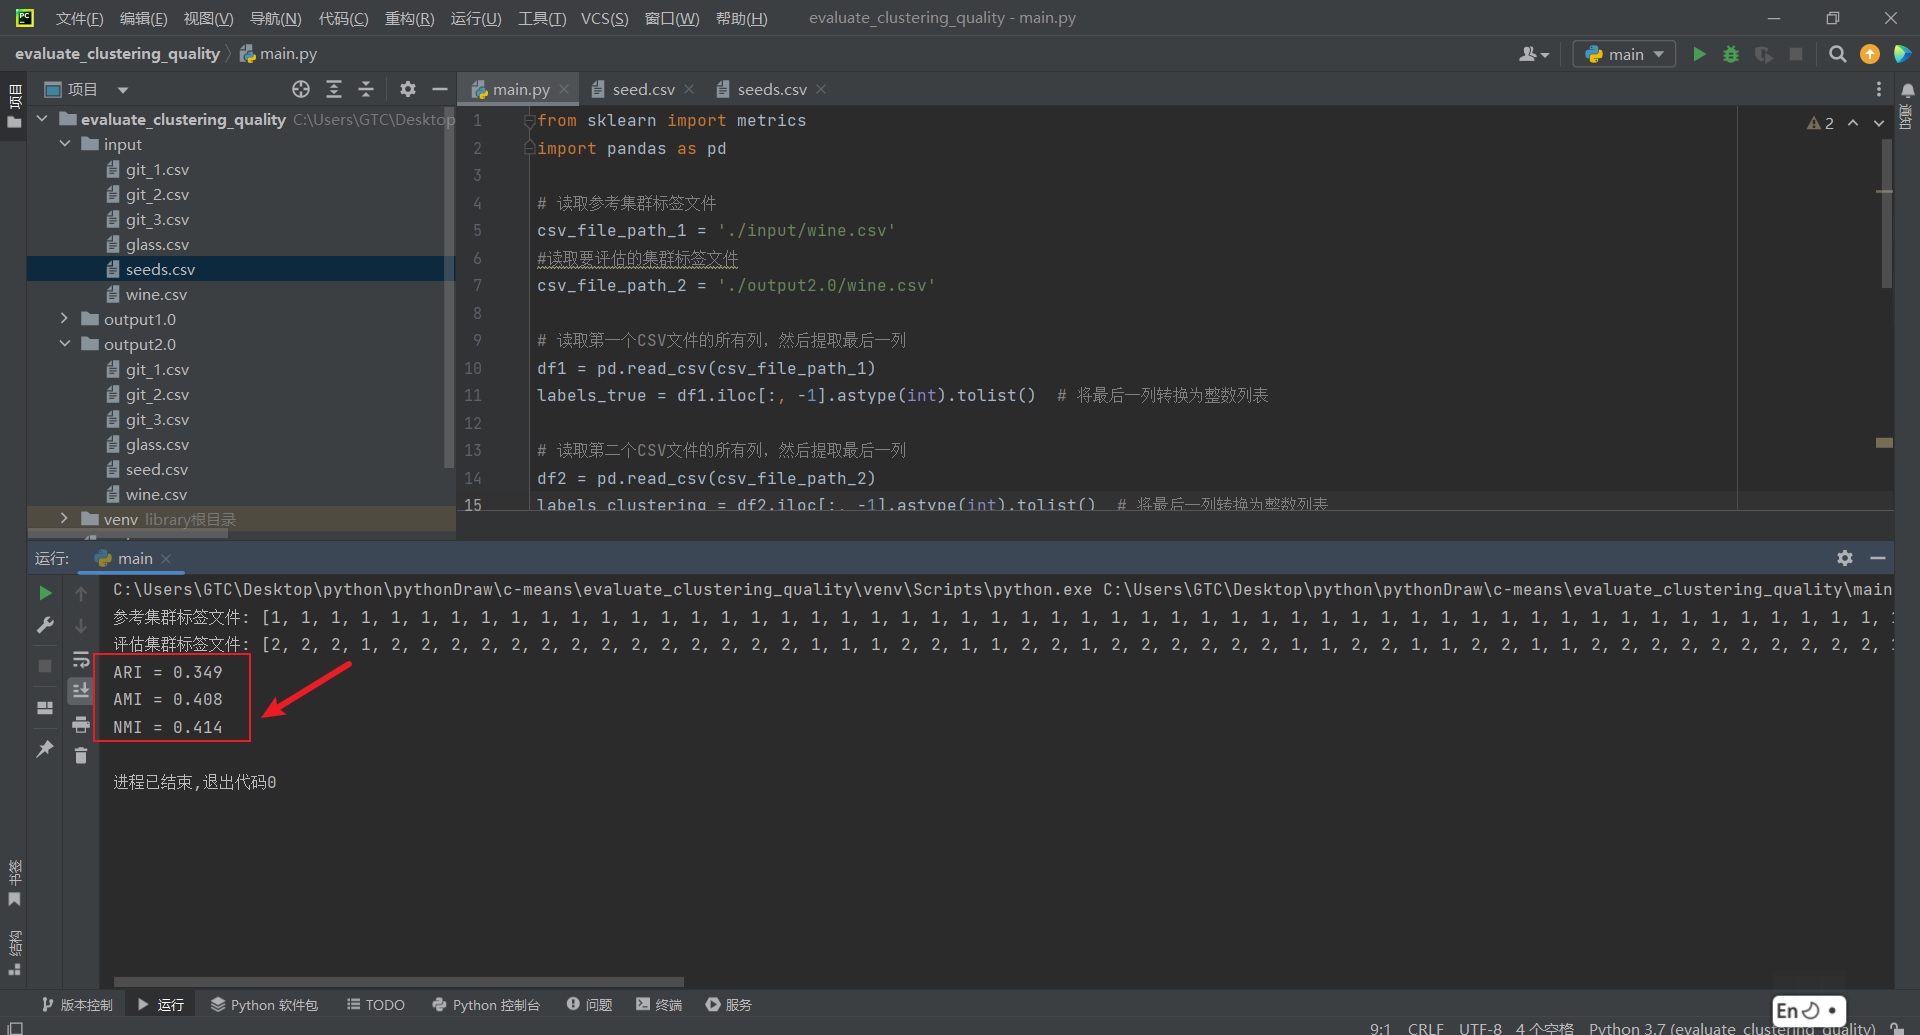 文件(F) 编辑(E) 视图(V) 导航(N) 代码(C) 重构(R) 运行(U) 工具(T) VCS(S) 窗口(W) 帮助(H) evaluate_clustering_quality - main.py
evaluate_clustering_quality main.py main
项目
项目
evaluate_clustering_quality C:\Users\GTC\Desktop
input
git_1.csv
git_2.csv
git_3.csv
glass.csv
seeds.csv
wine.csv
output1.0
output2.0
git_1.csv
git_2.csv
git_3.csv
glass.csv
seed.csv
wine.csv
venv library根目录
main.py seed.csv seeds.csv
通知
2
1 from sklearn import metrics
2 import pandas as pd
3
4 # 读取参考集群标签文件
5 csv_file_path_1 = './input/wine.csv'
6 #读取要评估的集群标签文件
7 csv_file_path_2 = './output2.0/wine.csv'
8
9 # 读取第一个CSV文件的所有列，然后提取最后一列
10 df1 = pd.read_csv(csv_file_path_1)
11 labels_true = df1.iloc[:, -1].astype(int).tolist() # 将最后一列转换为整数列表
12
13 # 读取第二个CSV文件的所有列，然后提取最后一列
14 df2 = pd.read_csv(csv_file_path_2)
15 labels_clustering = df2.iloc[:, -1].astype(int).tolist() # 将最后一列转换为整数列表
运行: main
C:\Users\GTC\Desktop\python\pythonDraw\c-means\evaluate_clustering_quality\venv\Scripts\python.exe C:\Users\GTC\Desktop\python\pythonDraw\c-means\evaluate_clustering_quality\main
参考集群标签文件: [1, 1, 1, 1, 1, 1, 1, 1, 1, 1, 1, 1, 1, 1, 1, 1, 1, 1, 1, 1, 1, 1, 1, 1, 1, 1, 1, 1, 1, 1, 1, 1, 1, 1, 1, 1, 1, 1, 1, 1, 1, 1, 1, 1, 1, 1, 1, 1, 1, 1, 1, 1, 1, 1,
评估集群标签文件: [2, 2, 2, 1, 2, 2, 2, 2, 2, 2, 2, 2, 2, 2, 2, 2, 2, 2, 1, 1, 1, 2, 2, 1, 1, 2, 2, 1, 2, 2, 2, 2, 2, 2, 1, 1, 2, 2, 1, 1, 2, 2, 1, 1, 2, 2, 2, 2, 2, 2, 2, 2, 2, 2,
ARI = 0.349
AMI = 0.408
NMI = 0.414
进程已结束,退出代码0
书签
结构
版本控制 运行 Python 软件包 TODO Python 控制台 问题 终端 服务
En
9:1 CRLF UTF-8 4 个空格 Python 3.7 (evaluate_clustering_quality)